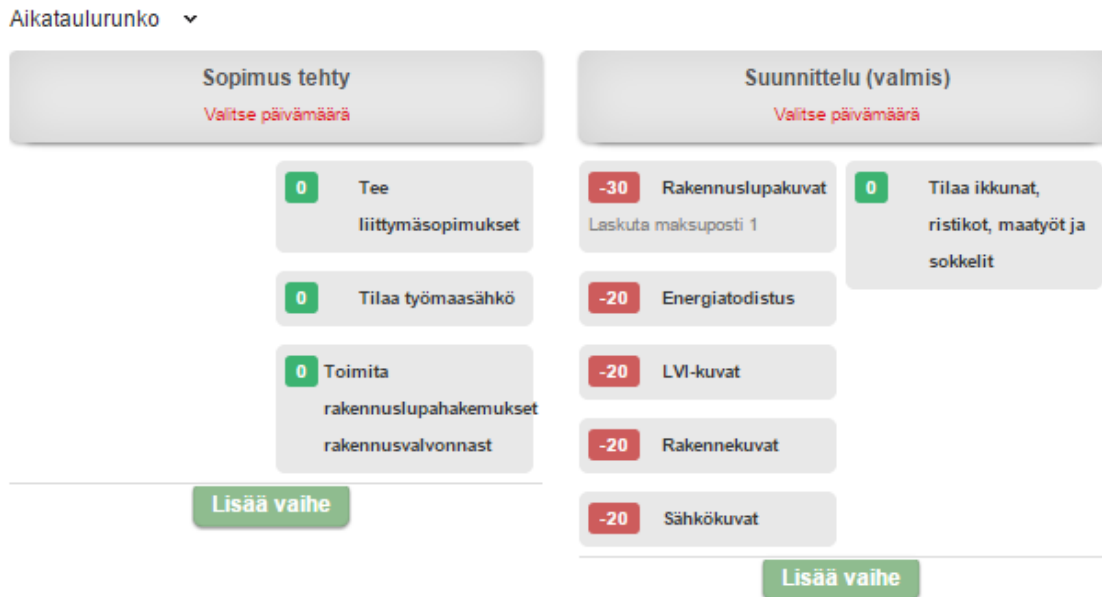 Aikataulurunko
Sopimus tehty
Valitse päivämäärä
0 Tee
liittymäsopimukset
0 Tilaa työmaasähkö
0 Toimita
rakennuslupahakemukset
rakennusvalvonnast
Lisää vaihe
Suunnittelu (valmis)
Valitse päivämäärä
-30 Rakennuslupakuvat
Laskuta maksuposti 1
-20 Energiatodistus
-20 LVI-kuvat
-20 Rakennekuvat
-20 Sähkökuvat
0 Tilaa ikkunat,
ristikot, maatyöt ja
sokkelit
Lisää vaihe